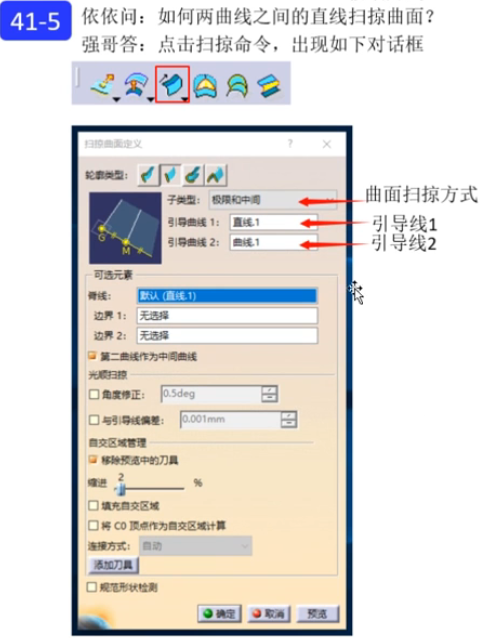 41-5
依依问：如何两曲线之间的直线扫掠曲面？
强哥答：点击扫掠命令，出现如下对话框
扫掠曲面定义
? ×
轮廓类型：
子类型： 极限和中间
曲面扫掠方式
引导曲线 1： 直线.1
引导线1
引导曲线 2： 曲线.1
引导线2
G
M
可选元素
脊线： 默认 (直线.1)
边界 1： 无选择
边界 2： 无选择
第二曲线作为中间曲线
光顺扫掠
角度修正： 0.5deg
与引导线偏差： 0.001mm
自交区域管理
移除预览中的刀具
缩进 2 %
填充自交区域
将 C0 顶点作为自交区域计算
连接方式： 自动
添加刀具
规范形状检测
确定 取消 预览